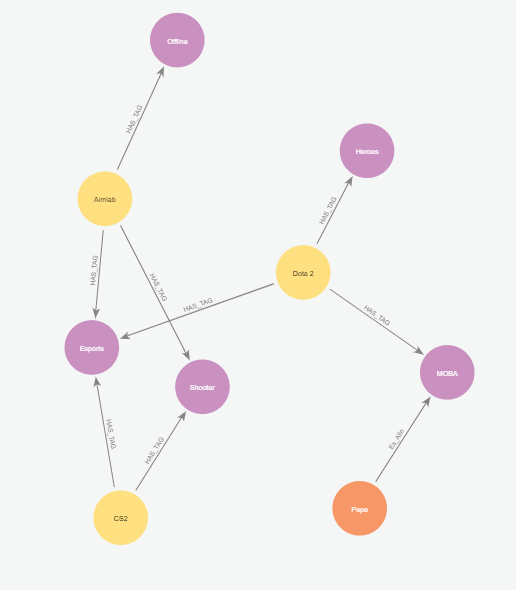 Offline
HAS_TAG
Heroes
Aimlab
HAS_TAG
HAS_TAG
HAS_TAG
Dota 2
HAS_TAG
HAS_TAG
Esports
MOBA
Shooter
HAS_TAG
HAS_TAG
Es_Afin
CS2
Pepe